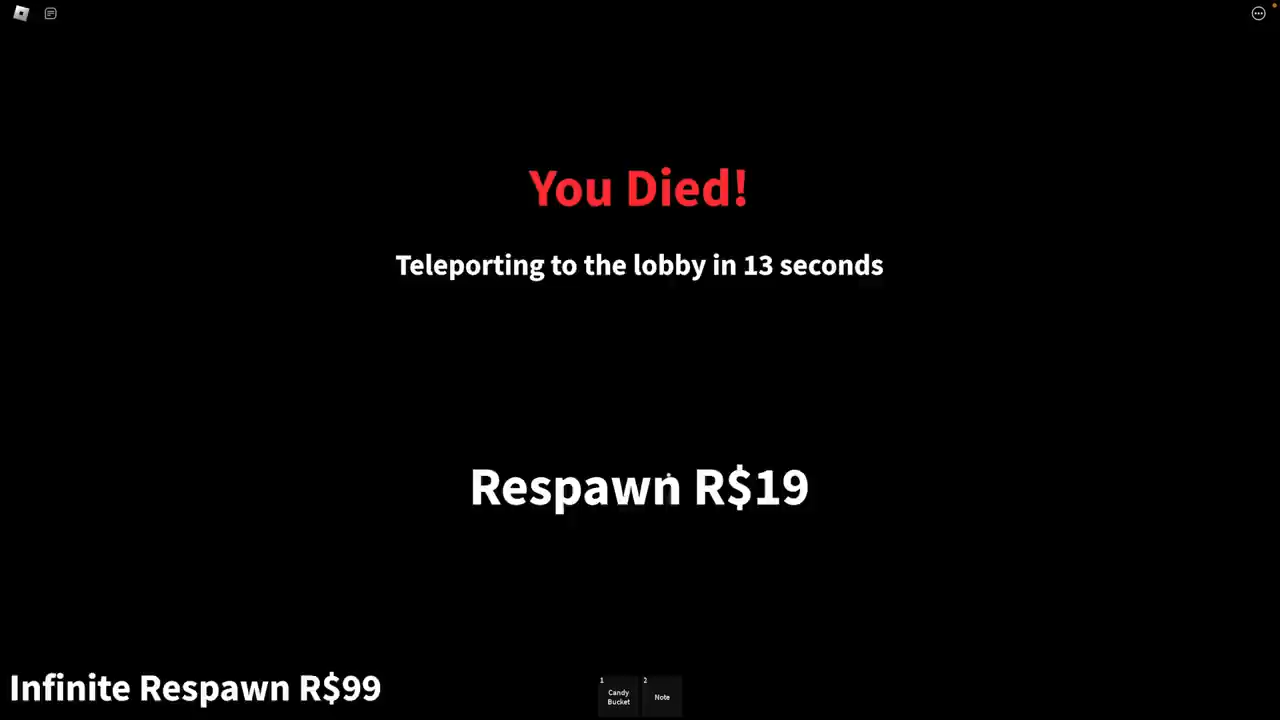 You Died!
Teleporting to the lobby in 13 seconds
Respawn R$19
Infinite Respawn R$99
1
Candy
Bucket
2
Note